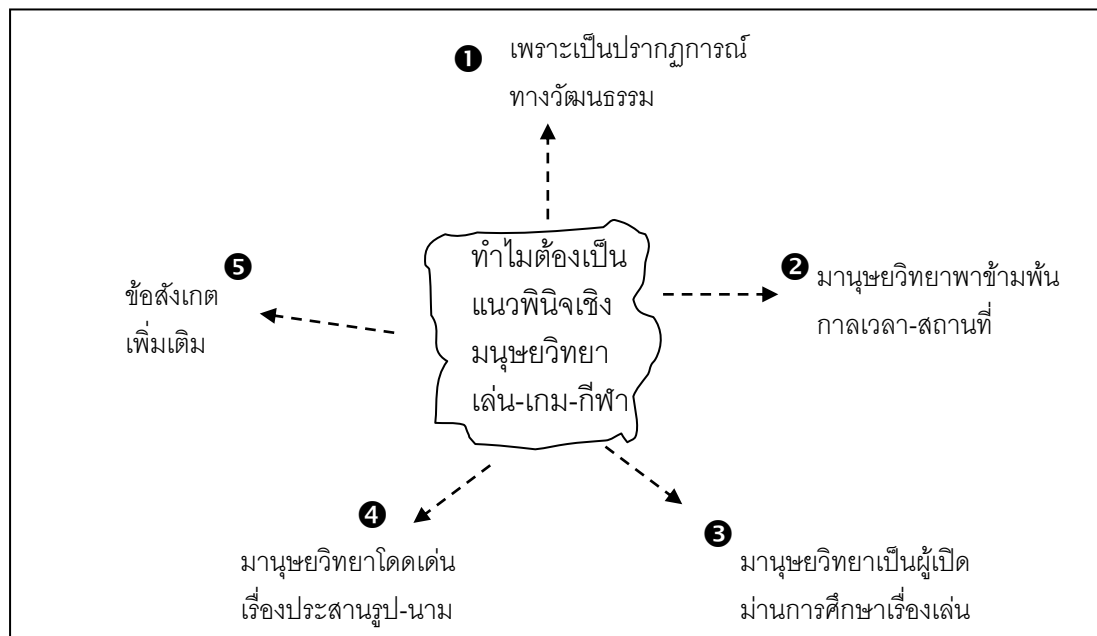 ทำไมต้องเป็น
แนวพินิจเชิง
มนุษยวิทยา
เล่น-เกม-กีฬา
❶ เพราะเป็นปรากฏการณ์
ทางวัฒนธรรม
❷ มานุษยวิทยาพาข้ามพ้น
กาลเวลา-สถานที่
❸ มานุษยวิทยาเป็นผู้เปิด
ม่านการศึกษาเรื่องเล่น
❹
มานุษยวิทยาโดดเด่น
เรื่องประสานรูป-นาม
❺
ข้อสังเกต
เพิ่มเติม